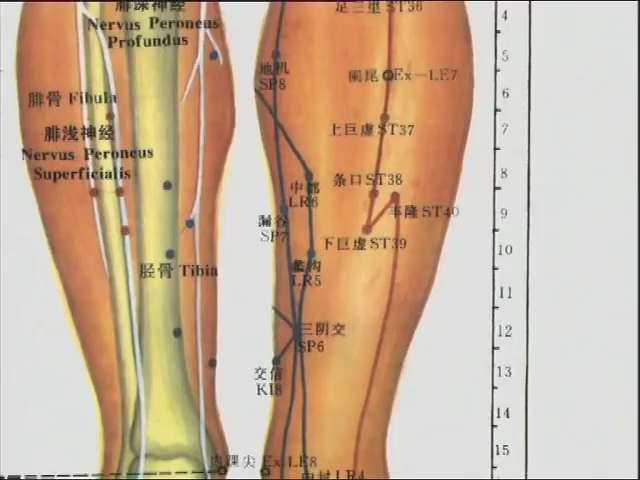 腓深神经
Nervus Peroneus
Profundus
腓骨 Fibula
腓浅神经
Nervus Peroneus
Superficialis
胫骨 Tibia
足三里 ST36
地机
SP8
阑尾 Ex—LE7
上巨虚 ST37
条口 ST38
中都
LR6
丰隆 ST40
漏谷
SP7
下巨虚 ST39
蠡沟
LR5
三阴交
SP6
交信
KI8
内踝尖 Ex-LE8
中封 LR4
4
5
6
7
8
9
10
11
12
13
14
15